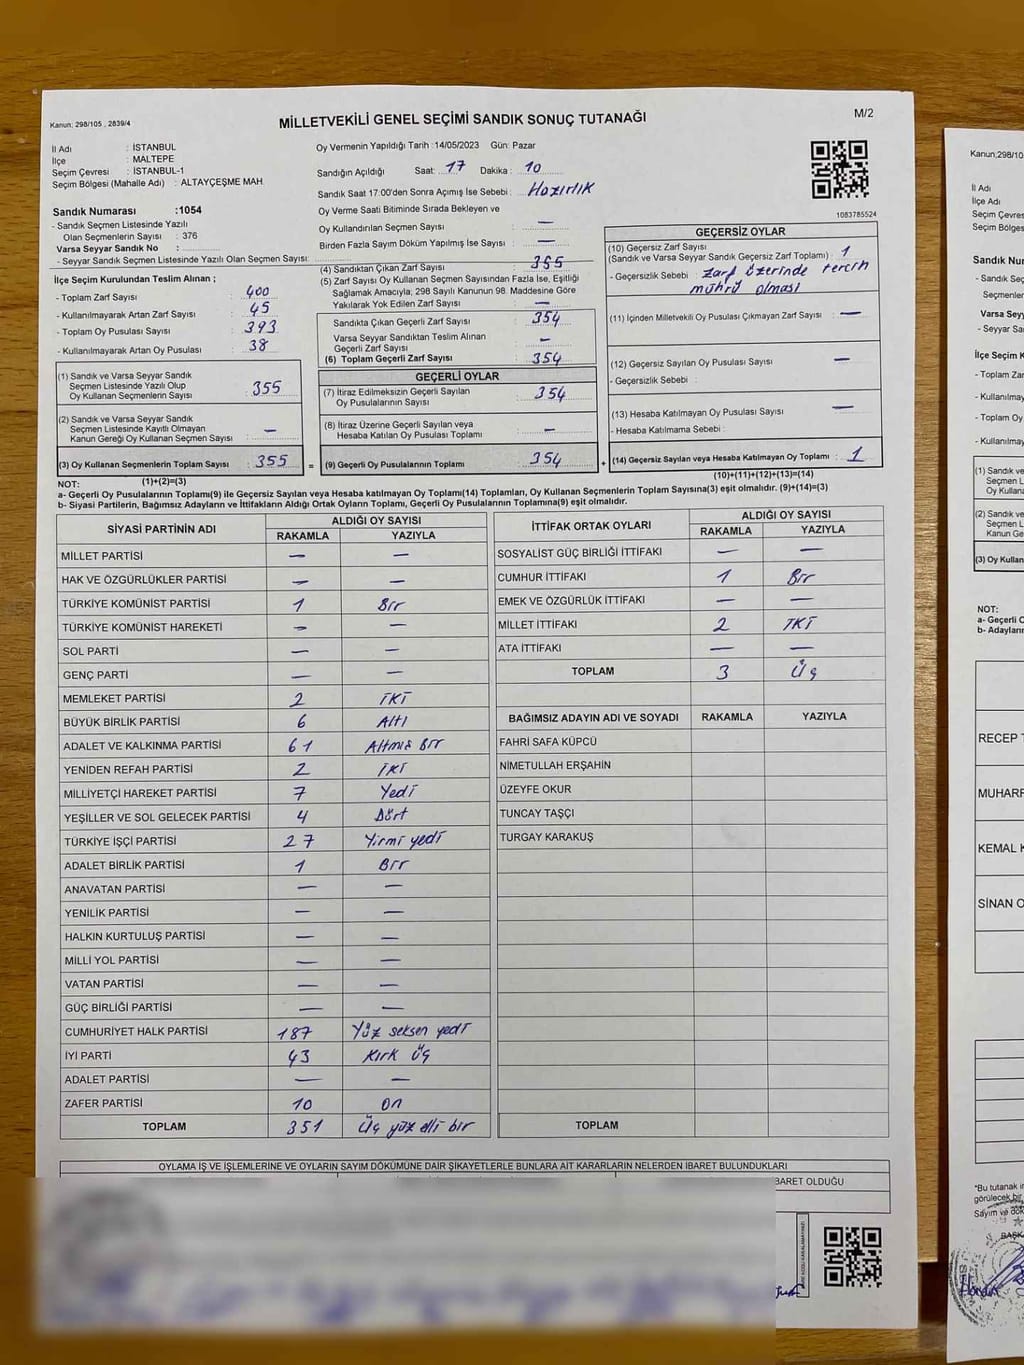 Kanun: 298/105 , 2839/4
MİLLETVEKİLİ GENEL SEÇİMİ SANDIK SONUÇ TUTANAĞI
M/2
İl Adı : İSTANBUL
İlçe : MALTEPE
Seçim Çevresi : İSTANBUL-1
Seçim Bölgesi (Mahalle Adı) : ALTAYÇEŞME MAH
Sandık Numarası :1054
- Sandık Seçmen Listesinde Yazılı
Olan Seçmenlerin Sayısı : 376
Varsa Seyyar Sandık No :
- Seyyar Sandık Seçmen Listesinde Yazılı Olan Seçmen Sayısı:
Oy Vermenin Yapıldığı Tarih :14/05/2023 Gün: Pazar
Sandığın Açıldığı Saat: 17 Dakika : 10
Sandık Saat 17:00'den Sonra Açımış İse Sebebi : Hazırlık
Oy Verme Saati Bitiminde Sırada Bekleyen ve
Oy Kullandırılan Seçmen Sayısı : —
Birden Fazla Sayım Döküm Yapılmış İse Sayısı : —
1083785524
İlçe Seçim Kurulundan Teslim Alınan ;
- Toplam Zarf Sayısı : 400
- Kullanılmayarak Artan Zarf Sayısı : 45
- Toplam Oy Pusulası Sayısı : 393
- Kullanılmayarak Artan Oy Pusulası : 38
(1) Sandık ve Varsa Seyyar Sandık
Seçmen Listesinde Yazılı Olup
Oy Kullanan Seçmenlerin Sayısı : 355
(2) Sandık ve Varsa Seyyar Sandık
Seçmen Listesinde Kayıtlı Olmayan
Kanun Gereği Oy Kullanan Seçmen Sayısı : —
(3) Oy Kullanan Seçmenlerin Toplam Sayısı : 355
(1)+(2)=(3)
(4) Sandıktan Çıkan Zarf Sayısı : 355
(5) Zarf Sayısı Oy Kullanan Seçmen Sayısından Fazla İse, Eşitliği
Sağlamak Amacıyla; 298 Sayılı Kanunun 98. Maddesine Göre
Yakılarak Yok Edilen Zarf Sayısı : —
Sandıkta Çıkan Geçerli Zarf Sayısı : 354
Varsa Seyyar Sandıktan Teslim Alınan
Geçerli Zarf Sayısı : —
(6) Toplam Geçerli Zarf Sayısı : 354
GEÇERLİ OYLAR
(7) İtiraz Edilmeksizin Geçerli Sayılan
Oy Pusulalarının Sayısı : 354
(8) İtiraz Üzerine Geçerli Sayılan veya
Hesaba Katılan Oy Pusulası Toplamı : —
= (9) Geçerli Oy Pusulalarının Toplamı : 354
GEÇERSİZ OYLAR
(10) Geçersiz Zarf Sayısı
(Sandık ve Varsa Seyyar Sandık Geçersiz Zarf Toplamı) : 1
- Geçersizlik Sebebi : zarf üzerinde tercih
mührü olması
(11) İçinden Milletvekili Oy Pusulası Çıkmayan Zarf Sayısı : —
(12) Geçersiz Sayılan Oy Pusulası Sayısı : —
- Geçersizlik Sebebi :
(13) Hesaba Katılmayan Oy Pusulası Sayısı : —
- Hesaba Katılmama Sebebi :
+ (14) Geçersiz Sayılan veya Hesaba Katılmayan Oy Toplamı : 1
(10)+(11)+(12)+(13)=(14)
NOT:
a- Geçerli Oy Pusulalarının Toplamı(9) ile Geçersiz Sayılan veya Hesaba katılmayan Oy Toplamı(14) Toplamları, Oy Kullanan Seçmenlerin Toplam Sayısına(3) eşit olmalıdır. (9)+(14)=(3)
b- Siyasi Partilerin, Bağımsız Adayların ve İttifakların Aldığı Ortak Oyların Toplamı, Geçerli Oy Pusulalarının Toplamına(9) eşit olmalıdır.
SİYASİ PARTİNİN ADI ALDIĞI OY SAYISI
RAKAMLA YAZIYLA
MİLLET PARTİSİ — —
HAK VE ÖZGÜRLÜKLER PARTİSİ — —
TÜRKİYE KOMÜNİST PARTİSİ 1 Bir
TÜRKİYE KOMÜNİST HAREKETİ — —
SOL PARTİ — —
GENÇ PARTİ — —
MEMLEKET PARTİSİ 2 İKİ
BÜYÜK BİRLİK PARTİSİ 6 Altı
ADALET VE KALKINMA PARTİSİ 61 Altmış Bir
YENİDEN REFAH PARTİSİ 2 İKİ
MİLLİYETÇİ HAREKET PARTİSİ 7 Yedi
YEŞİLLER VE SOL GELECEK PARTİSİ 4 Dört
TÜRKİYE İŞÇİ PARTİSİ 27 Yirmi yedi
ADALET BİRLİK PARTİSİ 1 Bir
ANAVATAN PARTİSİ — —
YENİLİK PARTİSİ — —
HALKIN KURTULUŞ PARTİSİ — —
MİLLİ YOL PARTİSİ — —
VATAN PARTİSİ — —
GÜÇ BİRLİĞİ PARTİSİ — —
CUMHURİYET HALK PARTİSİ 187 Yüz seksen yedi
İYİ PARTİ 43 Kırk Üç
ADALET PARTİSİ — —
ZAFER PARTİSİ 10 On
TOPLAM 351 Üç yüz elli bir
İTTİFAK ORTAK OYLARI ALDIĞI OY SAYISI
RAKAMLA YAZIYLA
SOSYALİST GÜÇ BİRLİĞİ İTTİFAKI — —
CUMHUR İTTİFAKI 1 Bir
EMEK VE ÖZGÜRLÜK İTTİFAKI — —
MİLLET İTTİFAKI 2 İKİ
ATA İTTİFAKI — —
TOPLAM 3 Üç
BAĞIMSIZ ADAYIN ADI VE SOYADI RAKAMLA YAZIYLA
FAHRİ SAFA KÜPCÜ
NİMETULLAH ERŞAHİN
ÜZEYFE OKUR
TUNCAY TAŞÇI
TURGAY KARAKUŞ
TOPLAM
OYLAMA İŞ VE İŞLEMLERİNE VE OYLARIN SAYIM DÖKÜMÜNE DAİR ŞİKAYETLERLE BUNLARA AİT KARARLARIN NELERDEN İBARET BULUNDUKLARI
BARET OLDUĞU
Kanun,298/10
İl Adı
İlçe Adı
Seçim Çevres
Seçim Bölges
Sandık Nu
- Sandık Seç
Seçmenler
Varsa Seyy
- Seyyar San
İlçe Seçim K
- Toplam Zar
- Kullanılmay
- Toplam Oy
- Kullanılmay
(1) Sandık ve
Seçmen L
Oy Kullana
(2) Sandık ve
Seçmen L
Kanun Ge
(3) Oy Kullan
NOT:
a- Geçerli O
b- Adayların
RECEP T
MUHARR
KEMAL K
SİNAN O
*Bu tutanak ir
görülecek bir
Sayım ve dök
BAŞK